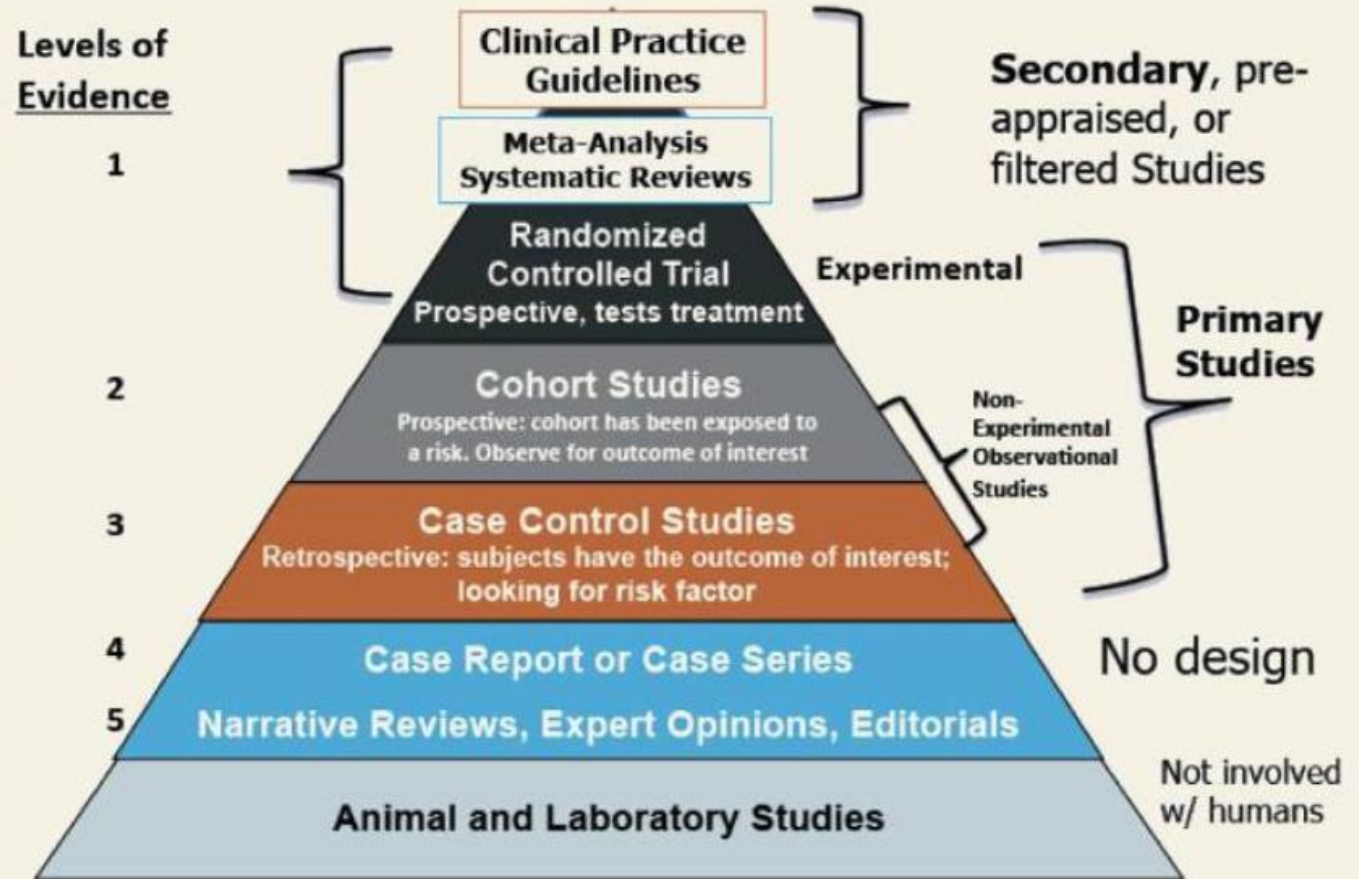 Levels of
Evidence
1
2
3
4
5
Clinical Practice
Guidelines
Meta-Analysis
Systematic Reviews
Randomized
Controlled Trial
Prospective, tests treatment
Cohort Studies
Prospective: cohort has been exposed to
a risk. Observe for outcome of interest
Case Control Studies
Retrospective: subjects have the outcome of interest;
looking for risk factor
Case Report or Case Series
Narrative Reviews, Expert Opinions, Editorials
Animal and Laboratory Studies
Secondary, pre-
appraised, or
filtered Studies
Experimental
Primary
Studies
Non-
Experimental
Observational
Studies
No design
Not involved
w/ humans